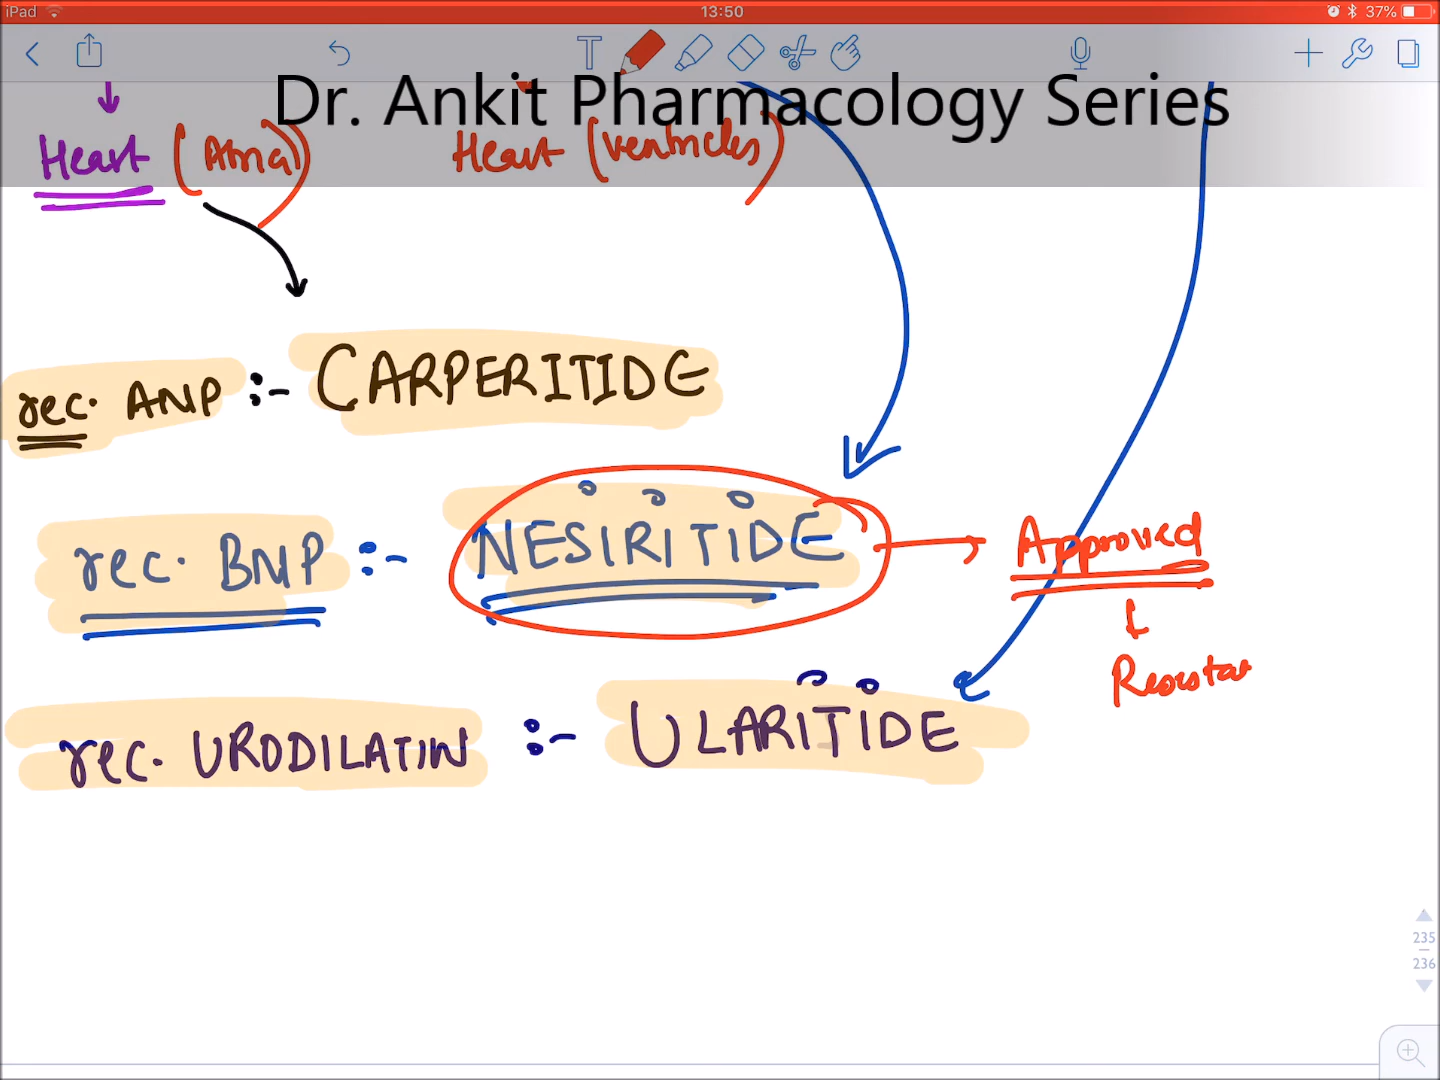 iPad 13:50 37%
T
Dr. Ankit Pharmacology Series
Heart (Atria) Heart (ventricles)
rec. ANP :- CARPERITIDE
rec. BNP :- NESIRITIDE → Approved
rec. URODILATIN :- ULARITIDE
235
236